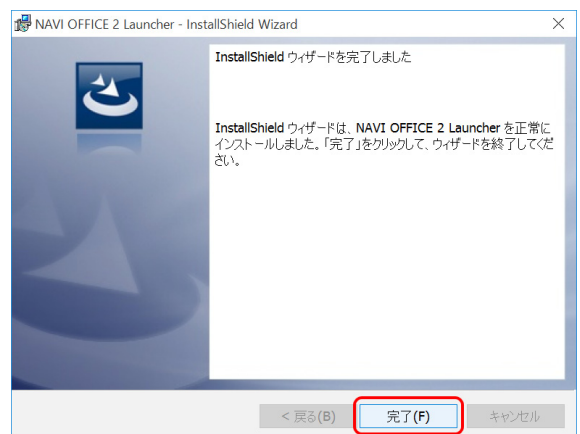 NAVI OFFICE 2 Launcher - InstallShield Wizard
InstallShield ウィザードを完了しました
InstallShield ウィザードは、NAVI OFFICE 2 Launcher を正常に
インストールしました。「完了」をクリックして、ウィザードを終了してくだ
さい。
< 戻る(B)
完了(F)
キャンセル